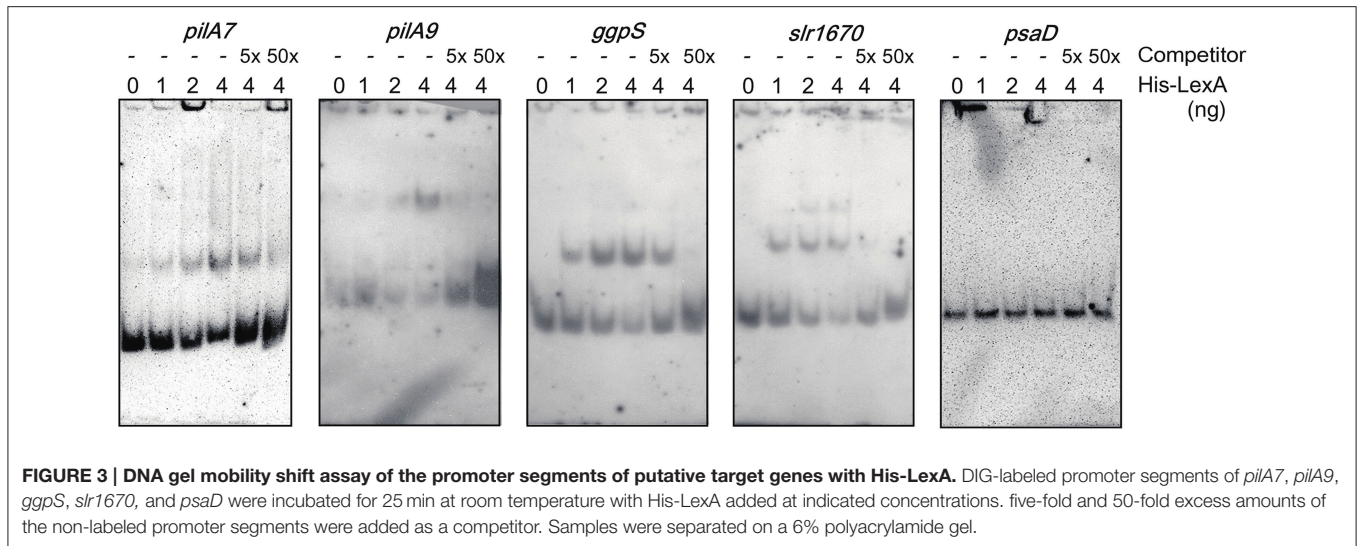 pilA7 pilA9 ggpS slr1670 psaD
- - - - 5x 50x - - - - 5x 50x - - - - 5x 50x - - - - 5x 50x - - - - 5x 50x Competitor
0 1 2 4 4 4 0 1 2 4 4 4 0 1 2 4 4 4 0 1 2 4 4 4 0 1 2 4 4 4 His-LexA
(ng)
FIGURE 3 | DNA gel mobility shift assay of the promoter segments of putative target genes with His-LexA. DIG-labeled promoter segments of pilA7, pilA9,
ggpS, slr1670, and psaD were incubated for 25 min at room temperature with His-LexA added at indicated concentrations. five-fold and 50-fold excess amounts of
the non-labeled promoter segments were added as a competitor. Samples were separated on a 6% polyacrylamide gel.